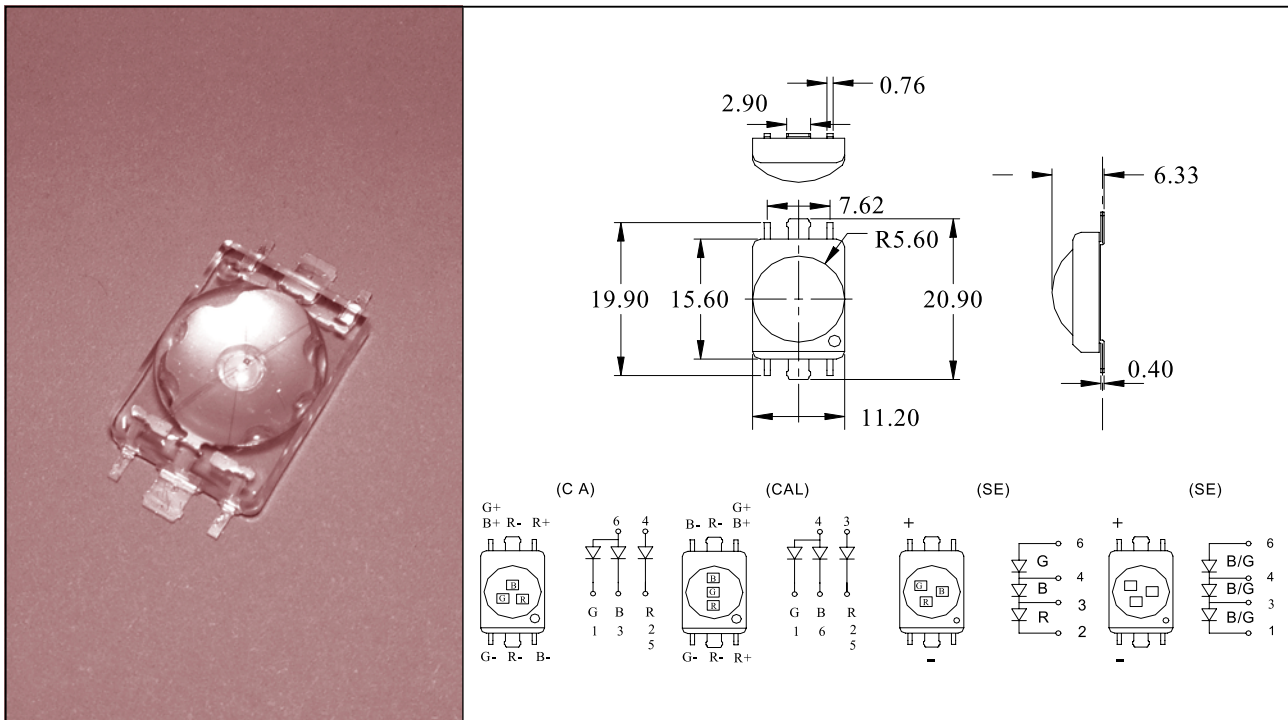 0.76
2.90
6.33
7.62
R5.60
19.90 15.60 20.90
0.40
11.20
(C A) (CAL) (SE) (SE)
G+
B+ R- R+
6 4
B
G R
G B R
1 3 2
5
G- R- B-
G+
B- R- B+
4 3
B
G
R
G B R
1 6 2
5
G- R- R+
+
G B
R
-
6
G
4
B
3
R
2
+
-
6
B/G
4
B/G
3
B/G
1